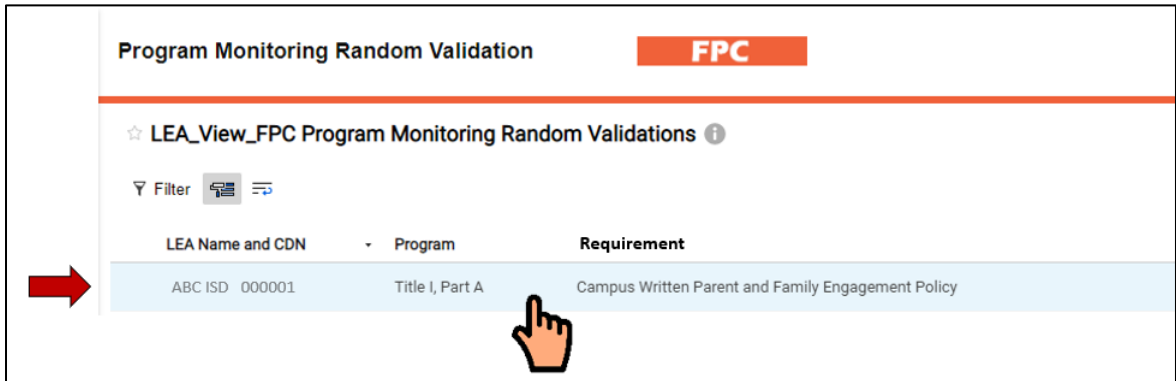 Program Monitoring Random Validation FPC
LEA_View_FPC Program Monitoring Random Validations
Filter
LEA Name and CDN Program Requirement
ABC ISD 000001 Title I, Part A Campus Written Parent and Family Engagement Policy